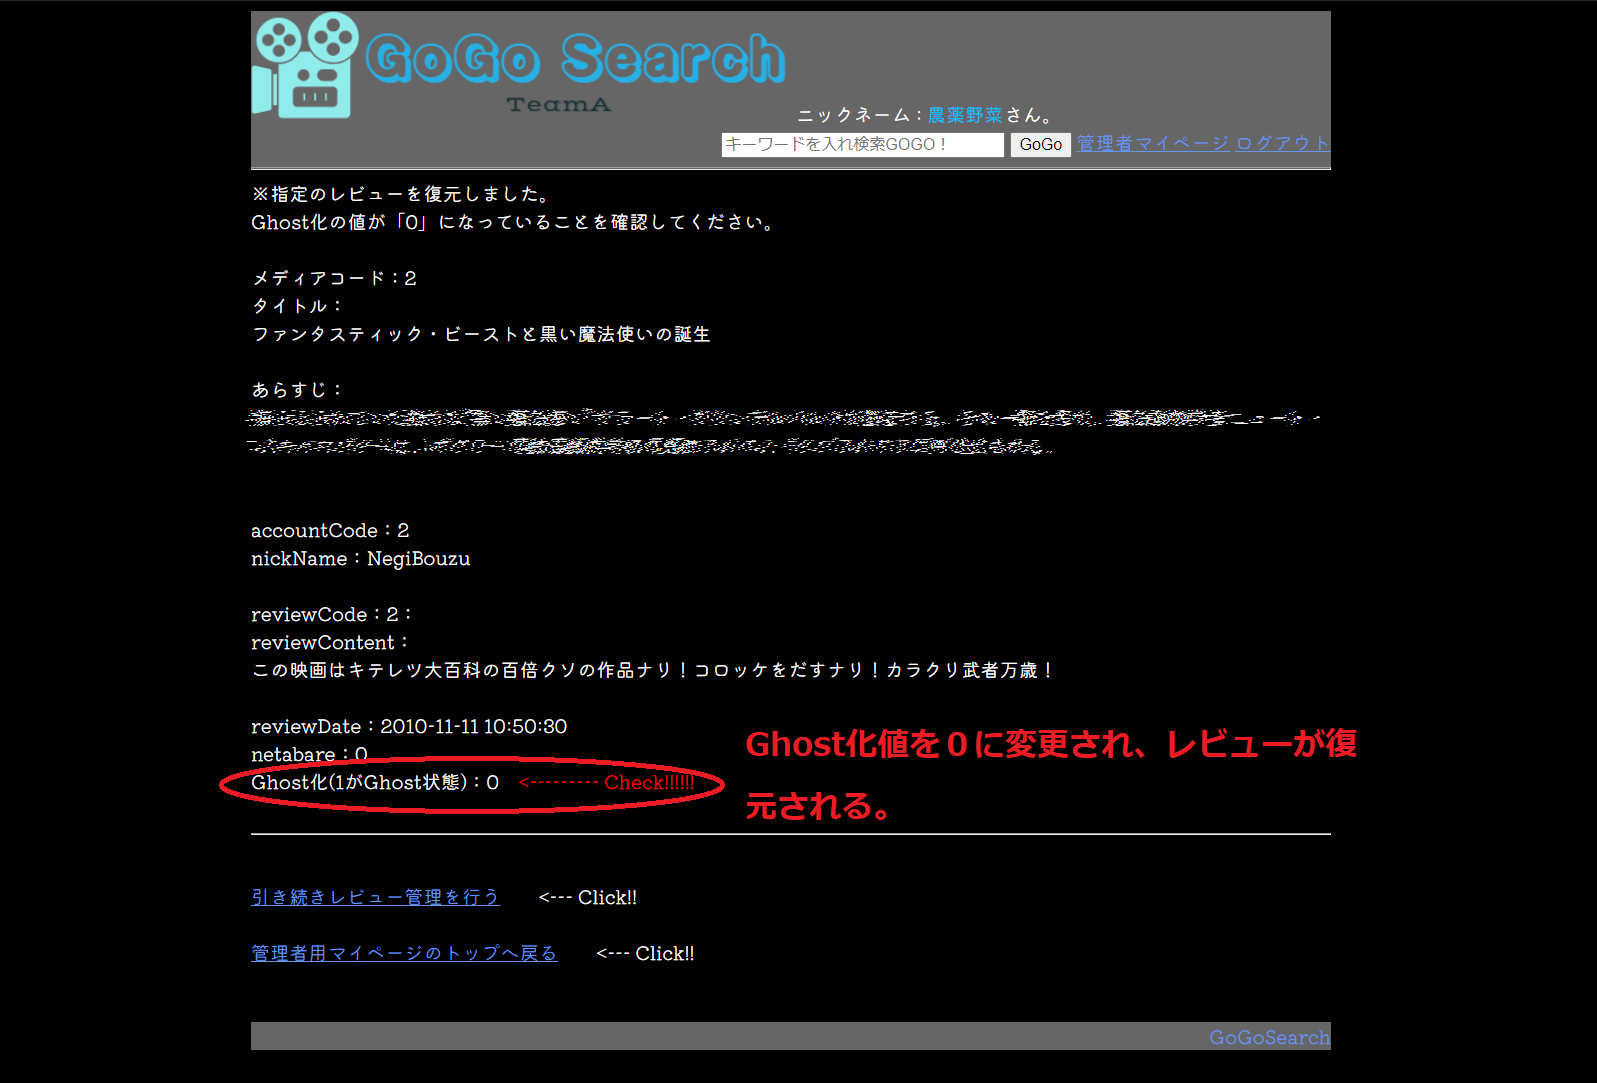 GoGo Search
TeamA
ニックネーム：農薬野菜さん。
キーワードを入れ検索GOGO！ GoGo 管理者マイページ ログアウト
※指定のレビューを復元しました。
Ghost化の値が「0」になっていることを確認してください。
メディアコード：2
タイトル：
ファンタスティック・ビーストと黒い魔法使いの誕生
あらすじ：
accountCode：2
nickName：NegiBouzu
reviewCode：2：
reviewContent：
この映画はキテレツ大百科の百倍クソの作品ナリ！コロッケをだすナリ！カラクリ武者万歳！
reviewDate：2010-11-11 10:50:30
netabare：0
Ghost化(1がGhost状態)：0 <--------- Check!!!!!!
Ghost化値を０に変更され、レビューが復
元される。
引き続きレビュー管理を行う <--- Click!!
管理者用マイページのトップへ戻る <--- Click!!
GoGoSearch